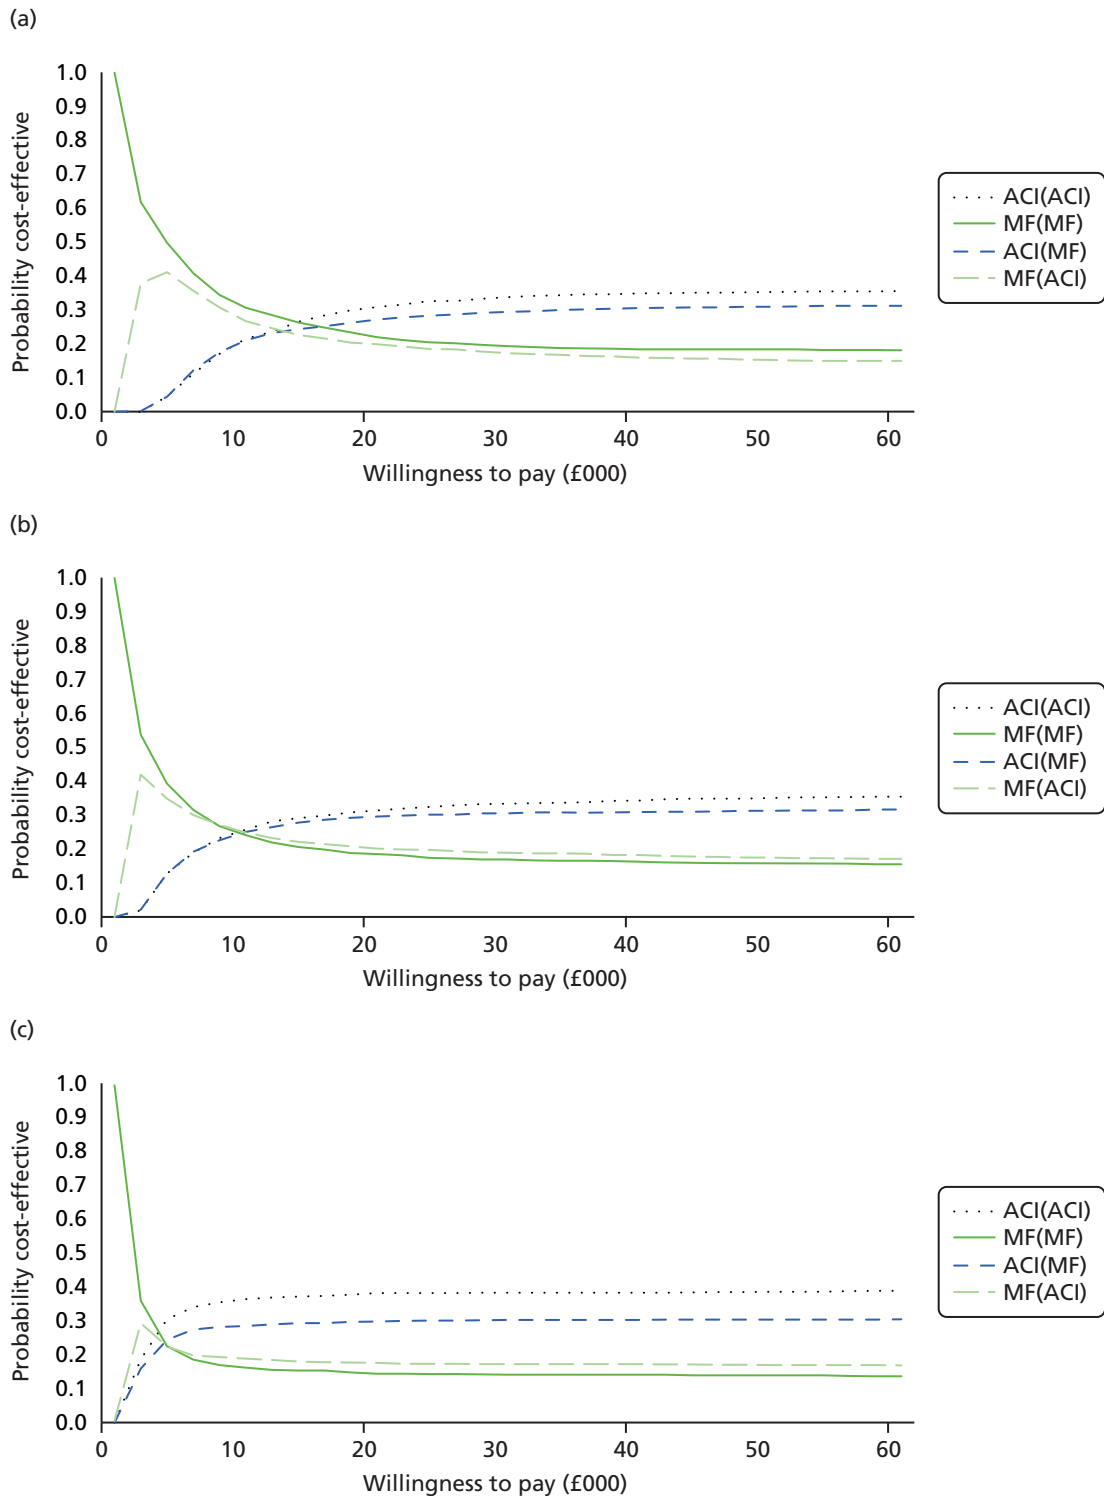 (a)
1.0
0.9
0.8
0.7
0.6
0.5
0.4
0.3
0.2
0.1
0.0
Probability cost-effective
0 10 20 30 40 50 60
Willingness to pay (£000)
ACI(ACI)
MF(MF)
ACI(MF)
MF(ACI)
(b)
1.0
0.9
0.8
0.7
0.6
0.5
0.4
0.3
0.2
0.1
0.0
Probability cost-effective
0 10 20 30 40 50 60
Willingness to pay (£000)
ACI(ACI)
MF(MF)
ACI(MF)
MF(ACI)
(c)
1.0
0.9
0.8
0.7
0.6
0.5
0.4
0.3
0.2
0.1
0.0
Probability cost-effective
0 10 20 30 40 50 60
Willingness to pay (£000)
ACI(ACI)
MF(MF)
ACI(MF)
MF(ACI)